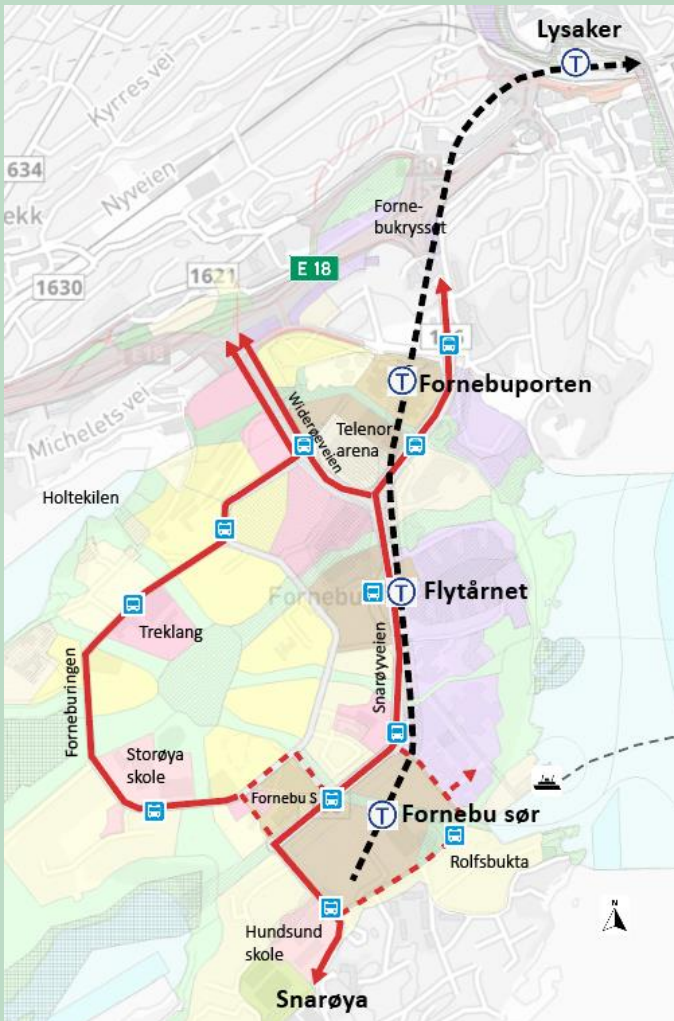 Lysaker
T
Kyrres vei
634
Nyveien
ekk
Forne-
bukrysset
1621
E 18
1630
T
Fornebuporten
Michelets vei
Widerøeveien
Telenor
arena
Holtekilen
Fornebu
T
Flytårnet
Treklang
Snarøyveien
Forneburingen
Storøya
skole
Fornebu S
T
Fornebu sør
Rolfsbukta
N
Hundsund
skole
Snarøya